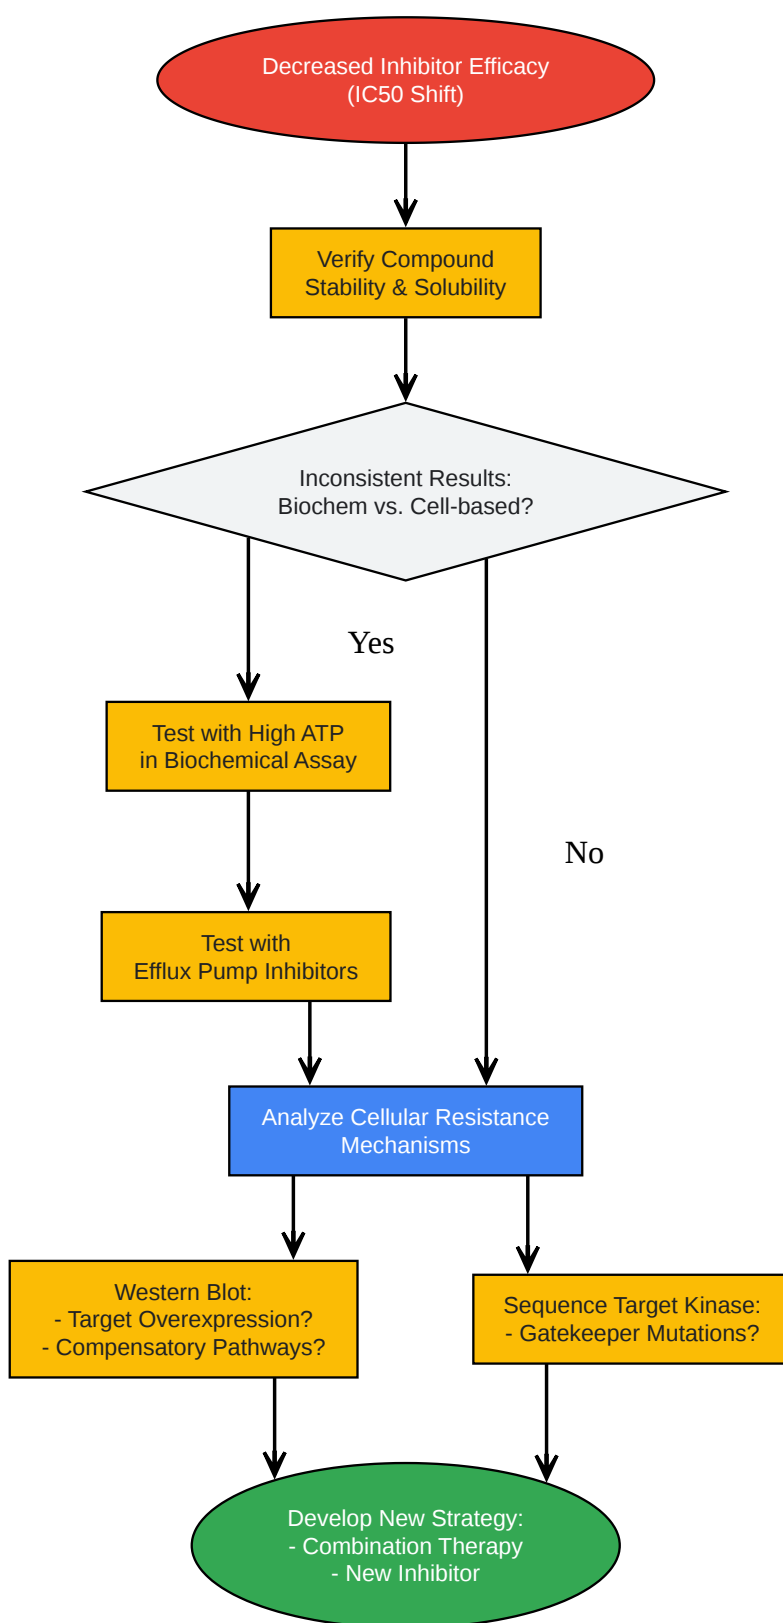 Decreased Inhibitor Efficacy
(IC50 Shift)
Verify Compound
Stability & Solubility
Inconsistent Results:
Biochem vs. Cell-based?
Yes
Test with High ATP
in Biochemical Assay
No
Test with
Efflux Pump Inhibitors
Analyze Cellular Resistance
Mechanisms
Western Blot:
- Target Overexpression?
- Compensatory Pathways?
Sequence Target Kinase:
- Gatekeeper Mutations?
Develop New Strategy:
- Combination Therapy
- New Inhibitor